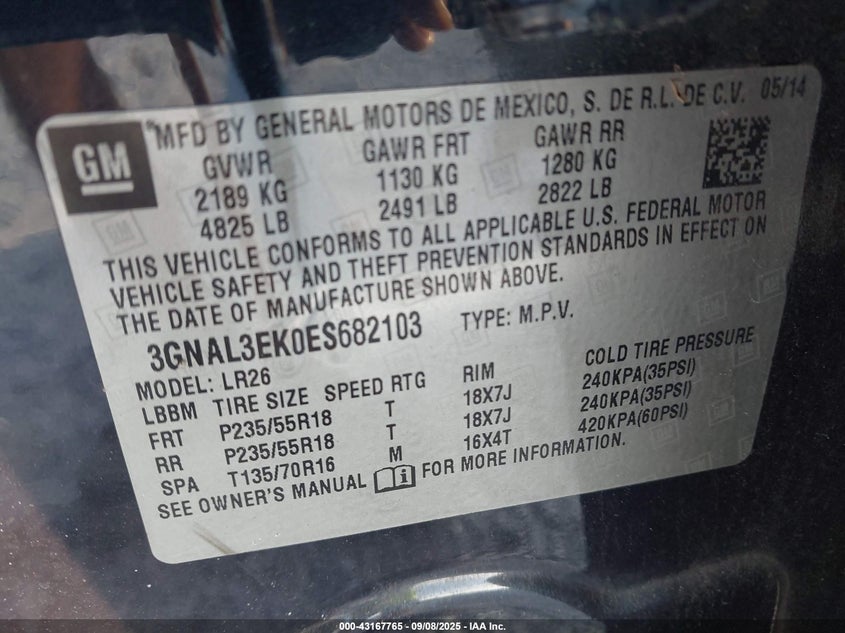 MFD BY GENERAL MOTORS DE MEXICO, S. DE R.L. DE C.V. 05/14
GM
GVWR GAWR FRT GAWR RR
2189 KG 1130 KG 1280 KG
4825 LB 2491 LB 2822 LB
THIS VEHICLE CONFORMS TO ALL APPLICABLE U.S. FEDERAL MOTOR
VEHICLE SAFETY AND THEFT PREVENTION STANDARDS IN EFFECT ON
THE DATE OF MANUFACTURE SHOWN ABOVE.
3GNAL3EK0ES682103 TYPE: M.P.V.
MODEL: LR26
LBBM TIRE SIZE SPEED RTG RIM COLD TIRE PRESSURE
FRT P235/55R18 T 18X7J 240KPA(35PSI)
RR P235/55R18 T 18X7J 240KPA(35PSI)
SPA T135/70R16 M 16X4T 420KPA(60PSI)
SEE OWNER'S MANUAL FOR MORE INFORMATION.
000-43167765 - 09/08/2025 - IAA Inc.